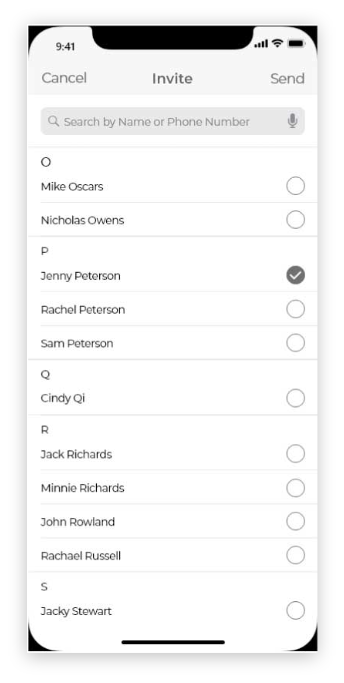 9:41
Cancel Invite Send
Search by Name or Phone Number
O
Mike Oscars
Nicholas Owens
P
Jenny Peterson
Rachel Peterson
Sam Peterson
Q
Cindy Qi
R
Jack Richards
Minnie Richards
John Rowland
Rachael Russell
S
Jacky Stewart